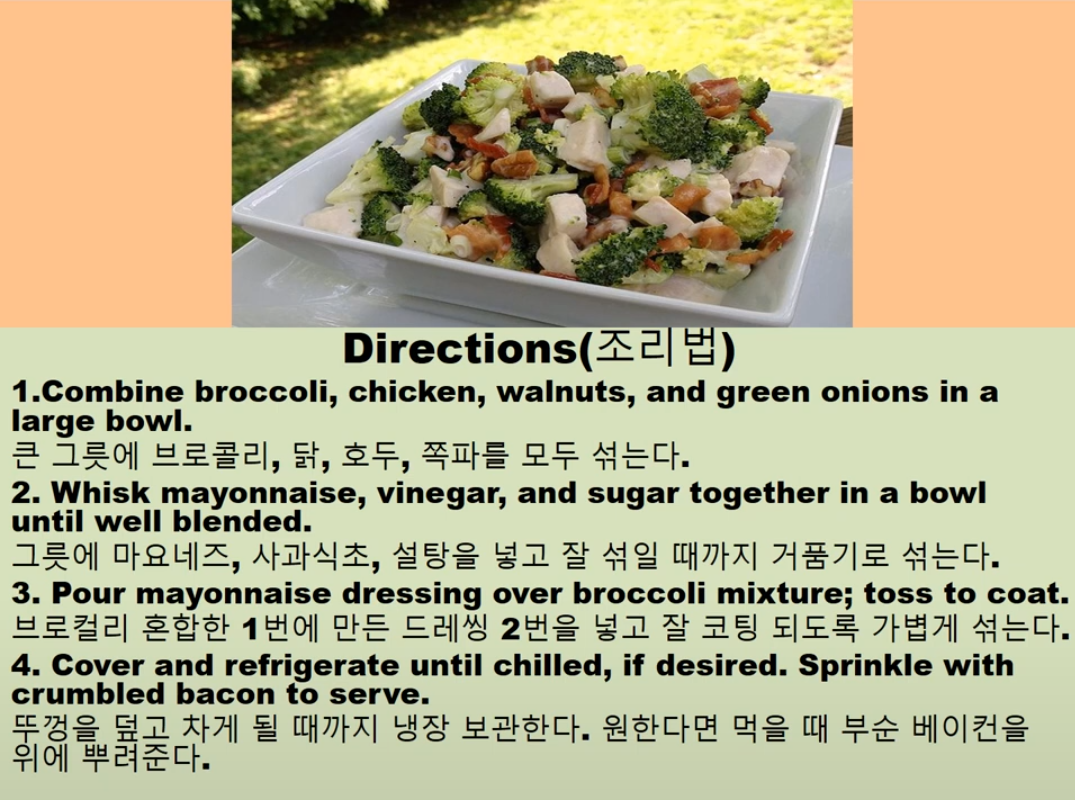 Directions(조리법)
1.Combine broccoli, chicken, walnuts, and green onions in a
large bowl.
큰 그릇에 브로콜리, 닭, 호두, 쪽파를 모두 섞는다.
2. Whisk mayonnaise, vinegar, and sugar together in a bowl
until well blended.
그릇에 마요네즈, 사과식초, 설탕을 넣고 잘 섞일 때까지 거품기로 섞는다.
3. Pour mayonnaise dressing over broccoli mixture; toss to coat.
브로컬리 혼합한 1번에 만든 드레씽 2번을 넣고 잘 코팅 되도록 가볍게 섞는다.
4. Cover and refrigerate until chilled, if desired. Sprinkle with
crumbled bacon to serve.
뚜껑을 덮고 차게 될 때까지 냉장 보관한다. 원한다면 먹을 때 부순 베이컨을
위에 뿌려준다.